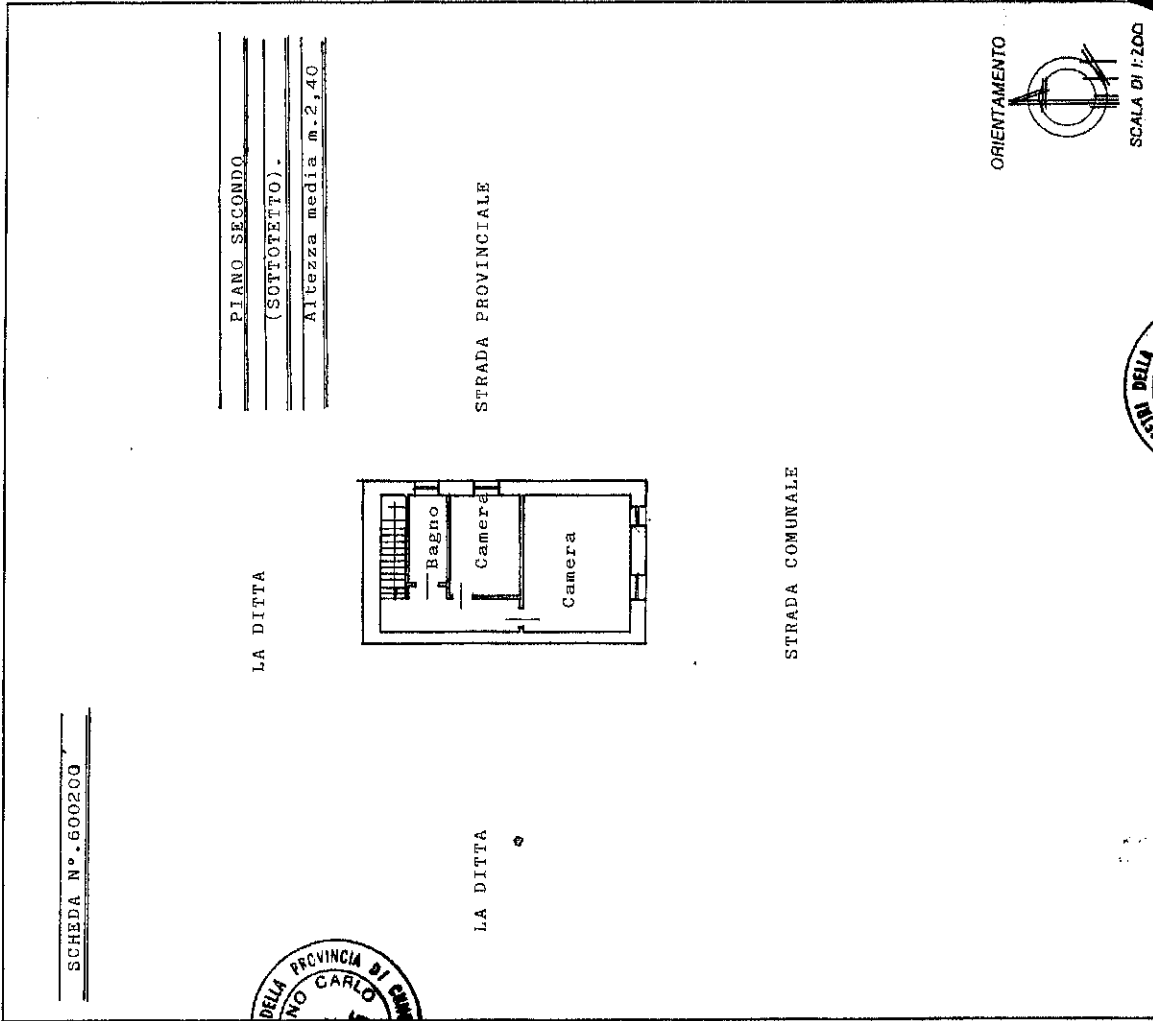 SCHEDA N°.600200
PIANO SECONDO
(SOTTOTETTO).
Altezza media m.2,40
LA DITTA
LA DITTA
STRADA PROVINCIALE
Bagno
Camera
Camera
STRADA COMUNALE
ORIENTAMENTO
SCALA DI 1:200
DELLA PROVINCIA DI
NO CARLO
DELLA